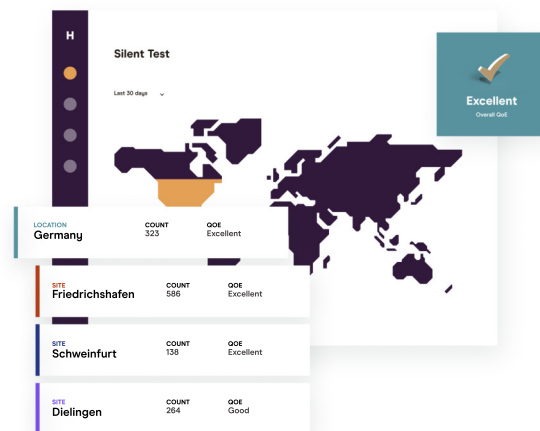 H
Silent Test
Last 30 days
Excellent
Overall QoE
LOCATION COUNT QOE
Germany 323 Excellent
SITE COUNT QOE
Friedrichshafen 586 Excellent
SITE COUNT QOE
Schweinfurt 138 Excellent
SITE COUNT QOE
Dielingen 264 Good